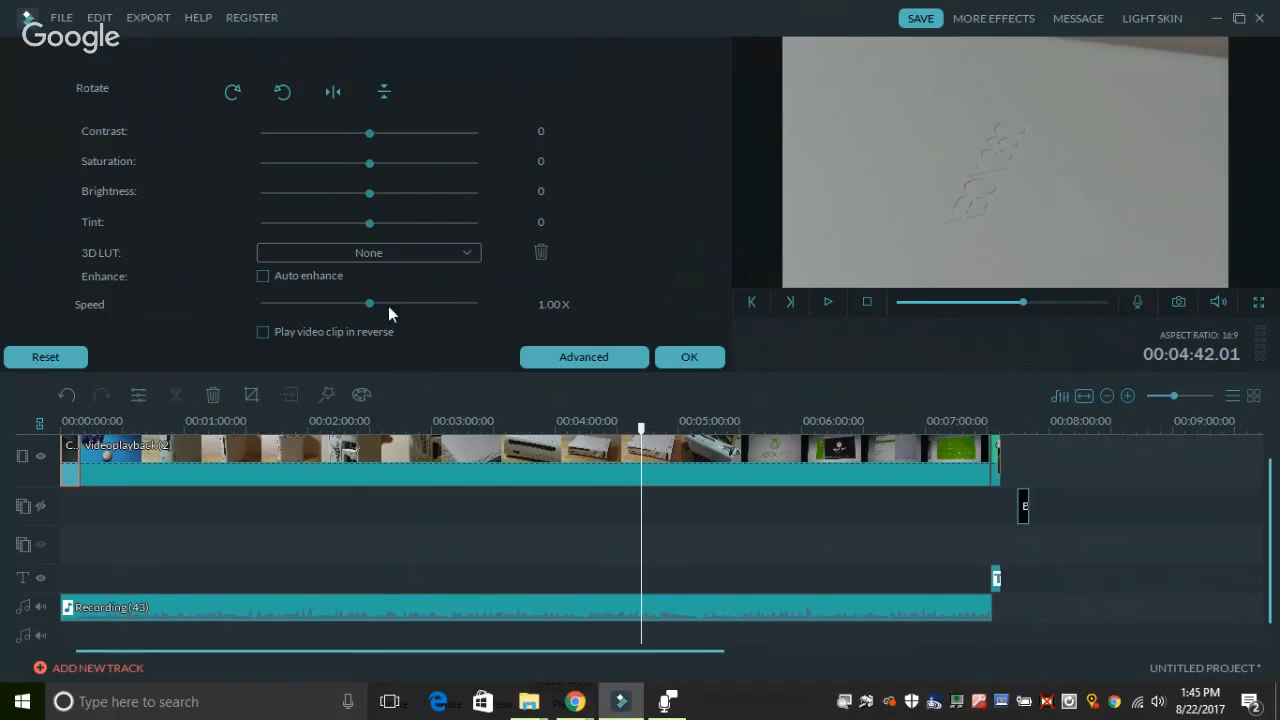 FILE EDIT EXPORT HELP REGISTER SAVE MORE EFFECTS MESSAGE LIGHT SKIN
Google
Rotate
Contrast: 0
Saturation: 0
Brightness: 0
Tint: 0
3D LUT: None
Enhance: Auto enhance
Speed 1.00 X
Play video clip in reverse
Reset Advanced OK
ASPECT RATIO: 16:9
00:04:42.01
00:00:00:00 00:01:00:00 00:02:00:00 00:03:00:00 00:04:00:00 00:05:00:00 00:06:00:00 00:07:00:00 00:08:00:00 00:09:00:00
C... videoplayback (2)
XBOX 360
T
Recording (43)
ADD NEW TRACK UNTITLED PROJECT *
Type here to search
1:45 PM
8/22/2017
2